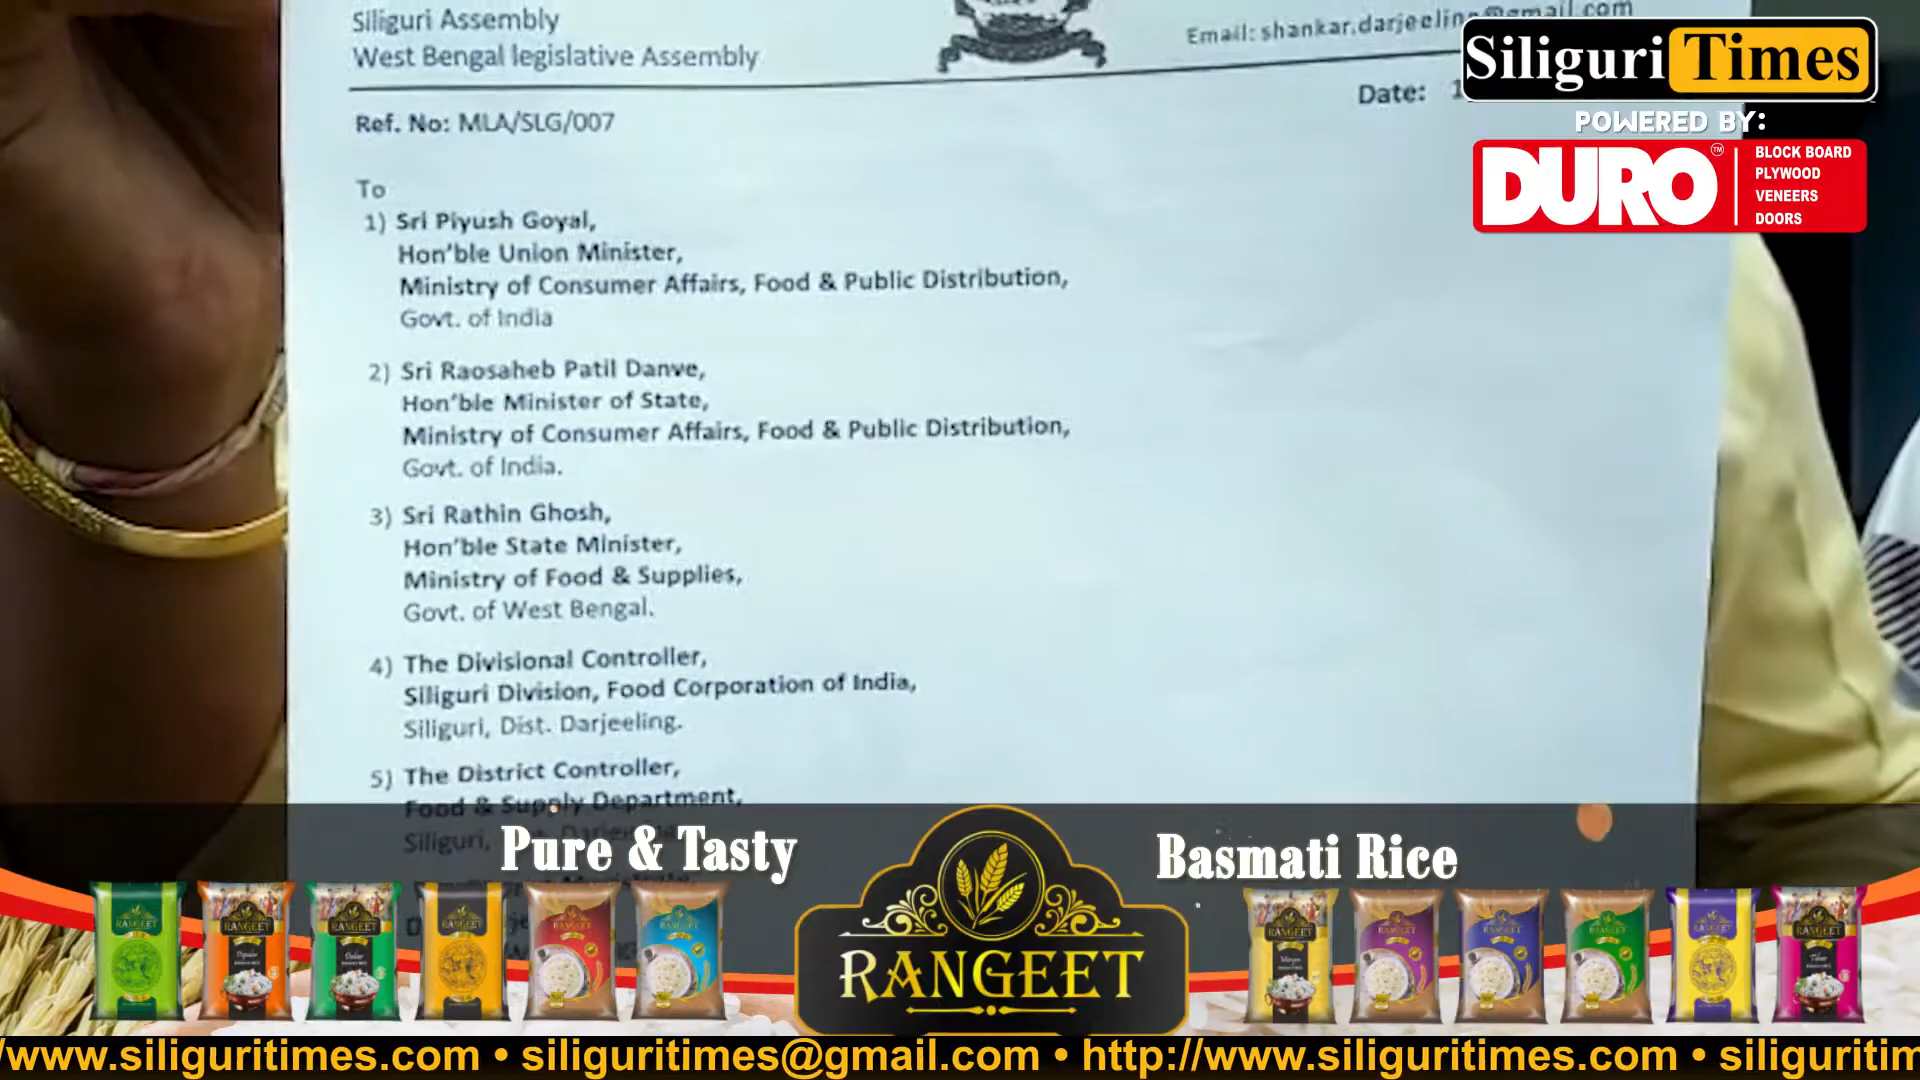 Siliguri Assembly
West Bengal legislative Assembly
Email: shankar.darjeeling@gmail.com
Date:
Ref. No: MLA/SLG/007
To
1) Sri Piyush Goyal,
Hon'ble Union Minister,
Ministry of Consumer Affairs, Food & Public Distribution,
Govt. of India
2) Sri Raosaheb Patil Danve,
Hon'ble Minister of State,
Ministry of Consumer Affairs, Food & Public Distribution,
Govt. of India.
3) Sri Rathin Ghosh,
Hon'ble State Minister,
Ministry of Food & Supplies,
Govt. of West Bengal.
4) The Divisional Controller,
Siliguri Division, Food Corporation of India,
Siliguri, Dist. Darjeeling.
5) The District Controller,
Food & Supply Department,
Siliguri,
Siliguri Times
POWERED BY:
DURO TM
BLOCK BOARD
PLYWOOD
VENEERS
DOORS
Pure & Tasty
Basmati Rice
RANGEET
/www.siliguritimes.com • siliguritimes@gmail.com • http://www.siliguritimes.com • siliguritim